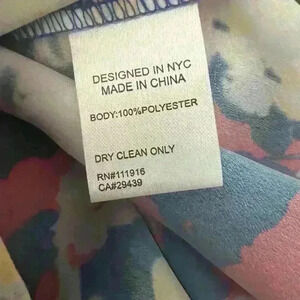 DESIGNED IN NYC
MADE IN CHINA
BODY:100%POLYESTER
DRY CLEAN ONLY
RN#111916
CA#29439